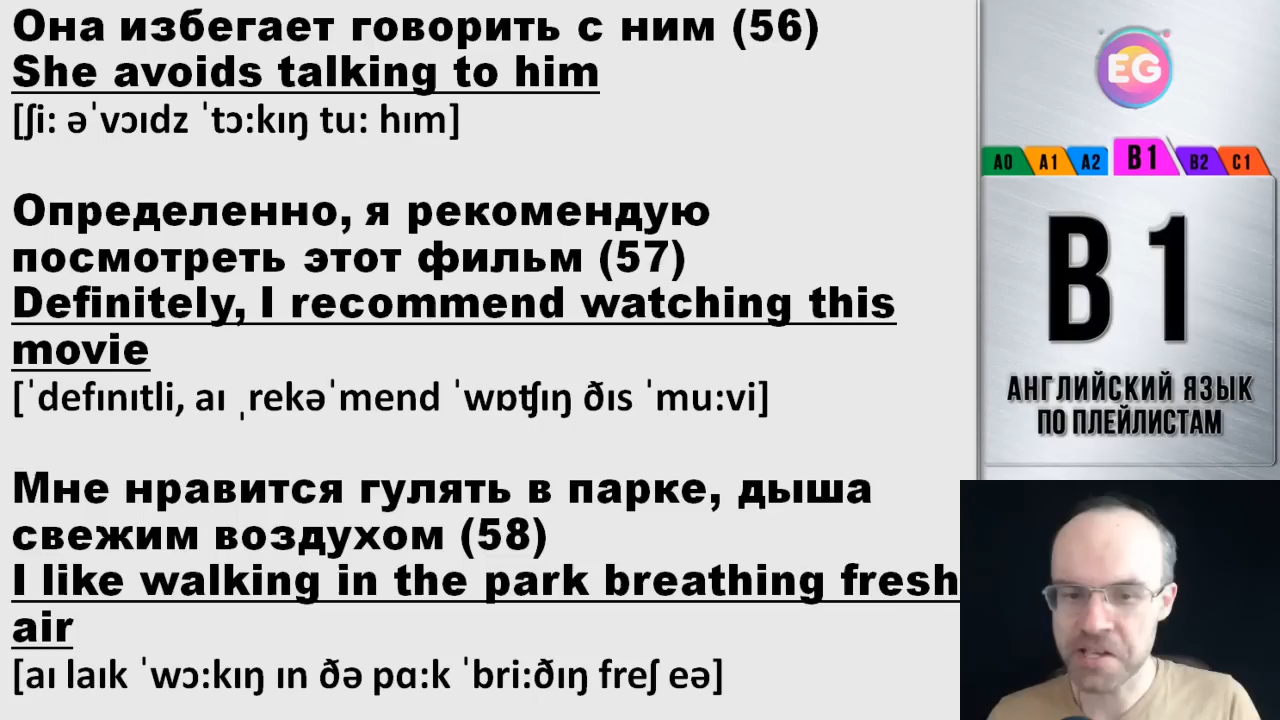 Она избегает говорить с ним (56)
She avoids talking to him
[ʃi: əˈvɔɪdz ˈtɔ:kɪŋ tu: hɪm]
Определенно, я рекомендую
посмотреть этот фильм (57)
Definitely, I recommend watching this
movie
[ˈdefɪnɪtli, aɪ ˌrekəˈmend ˈwɒʧɪŋ ðɪs ˈmu:vi]
Мне нравится гулять в парке, дыша
свежим воздухом (58)
I like walking in the park breathing fresh
air
[aɪ laɪk ˈwɔ:kɪŋ ɪn ðə pɑ:k ˈbri:ðɪŋ freʃ eə]
EG
A0 A1 A2 B1 B2 C1
B1
АНГЛИЙСКИЙ ЯЗЫК
ПО ПЛЕЙЛИСТАМ